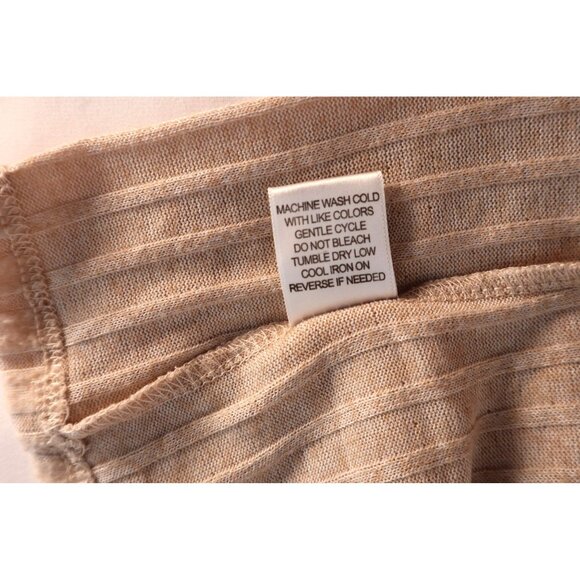 MACHINE WASH COLD
WITH LIKE COLORS
GENTLE CYCLE
DO NOT BLEACH
TUMBLE DRY LOW
COOL IRON ON
REVERSE IF NEEDED